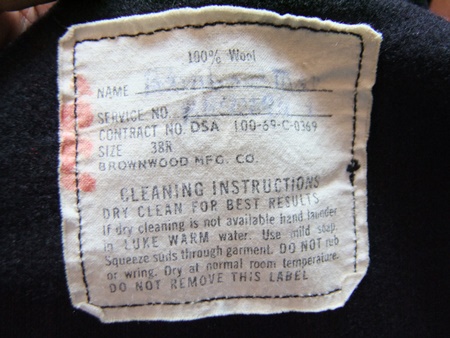 100% Wool
NAME
SERVICE NO.
CONTRACT NO. DSA 100-69-C-0369
SIZE 38R
BROWNWOOD MFG. CO.
CLEANING INSTRUCTIONS
DRY CLEAN FOR BEST RESULTS
If dry cleaning is not available hand launder
in LUKE WARM water. Use mild soap.
Squeeze suds through garment. DO NOT rub
or wring. Dry at normal room temperature.
DO NOT REMOVE THIS LABEL